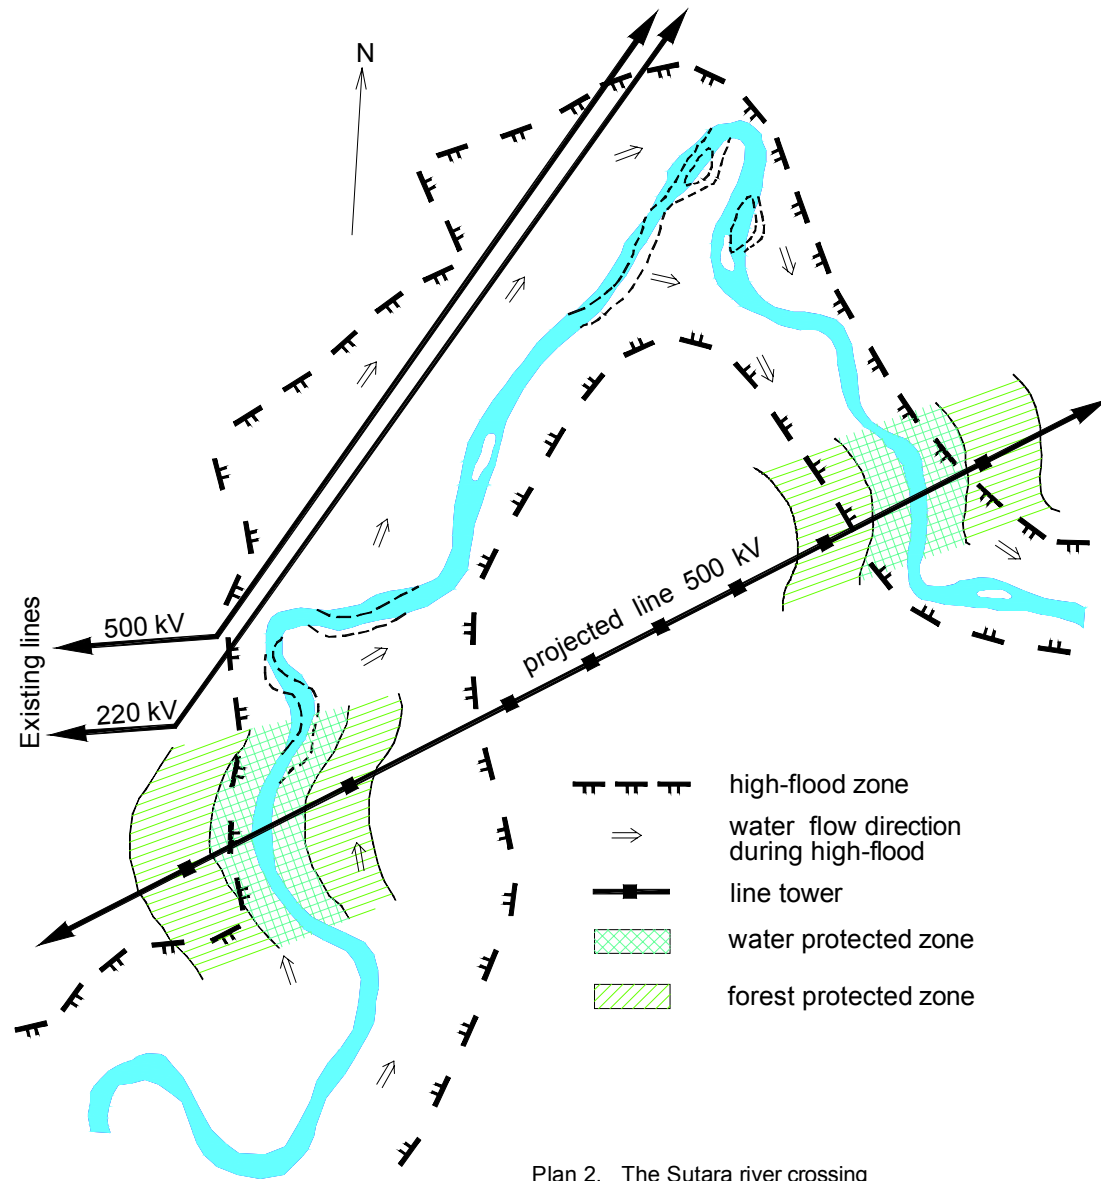 N
500 kV
220 kV
Existing lines
projected line 500 kV
high-flood zone
water flow direction
during high-flood
line tower
water protected zone
forest protected zone
Plan 2. The Sutara river crossing